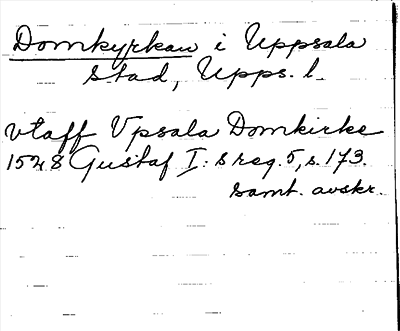 Domkyrkan i Uppsala
stad, Upps. l.
vtaff Vpsala Domkirke
1528 Gustaf I:s reg. 5, s. 173.
samt. avskr.